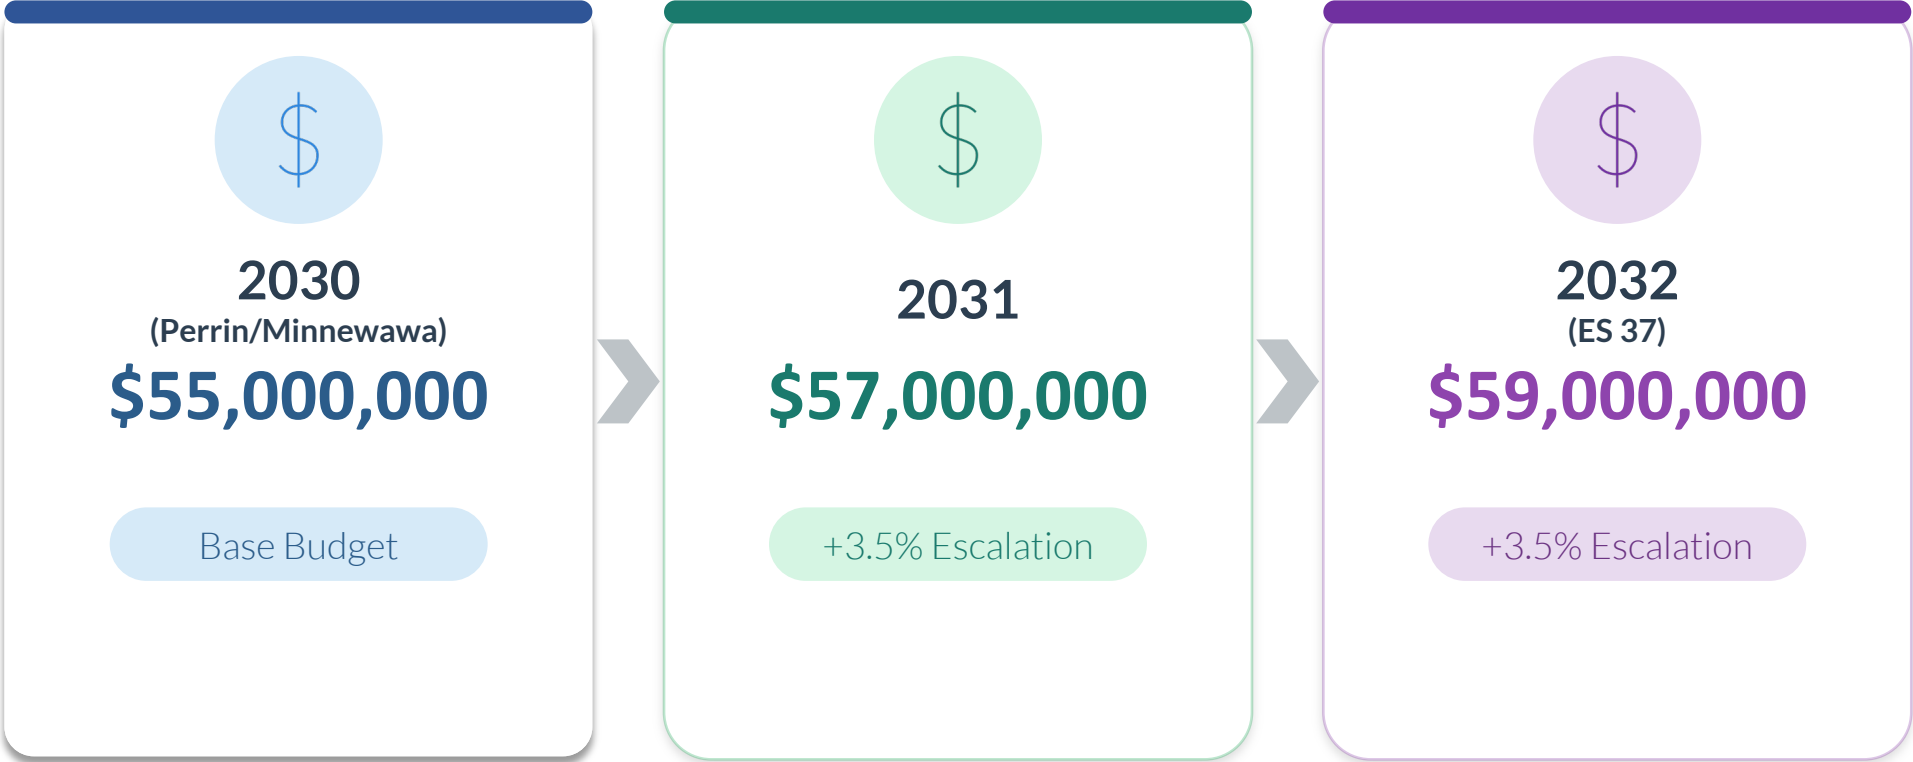 $
2030
(Perrin/Minnewawa)
$55,000,000
Base Budget
$
2031
$57,000,000
+3.5% Escalation
$
2032
(ES 37)
$59,000,000
+3.5% Escalation